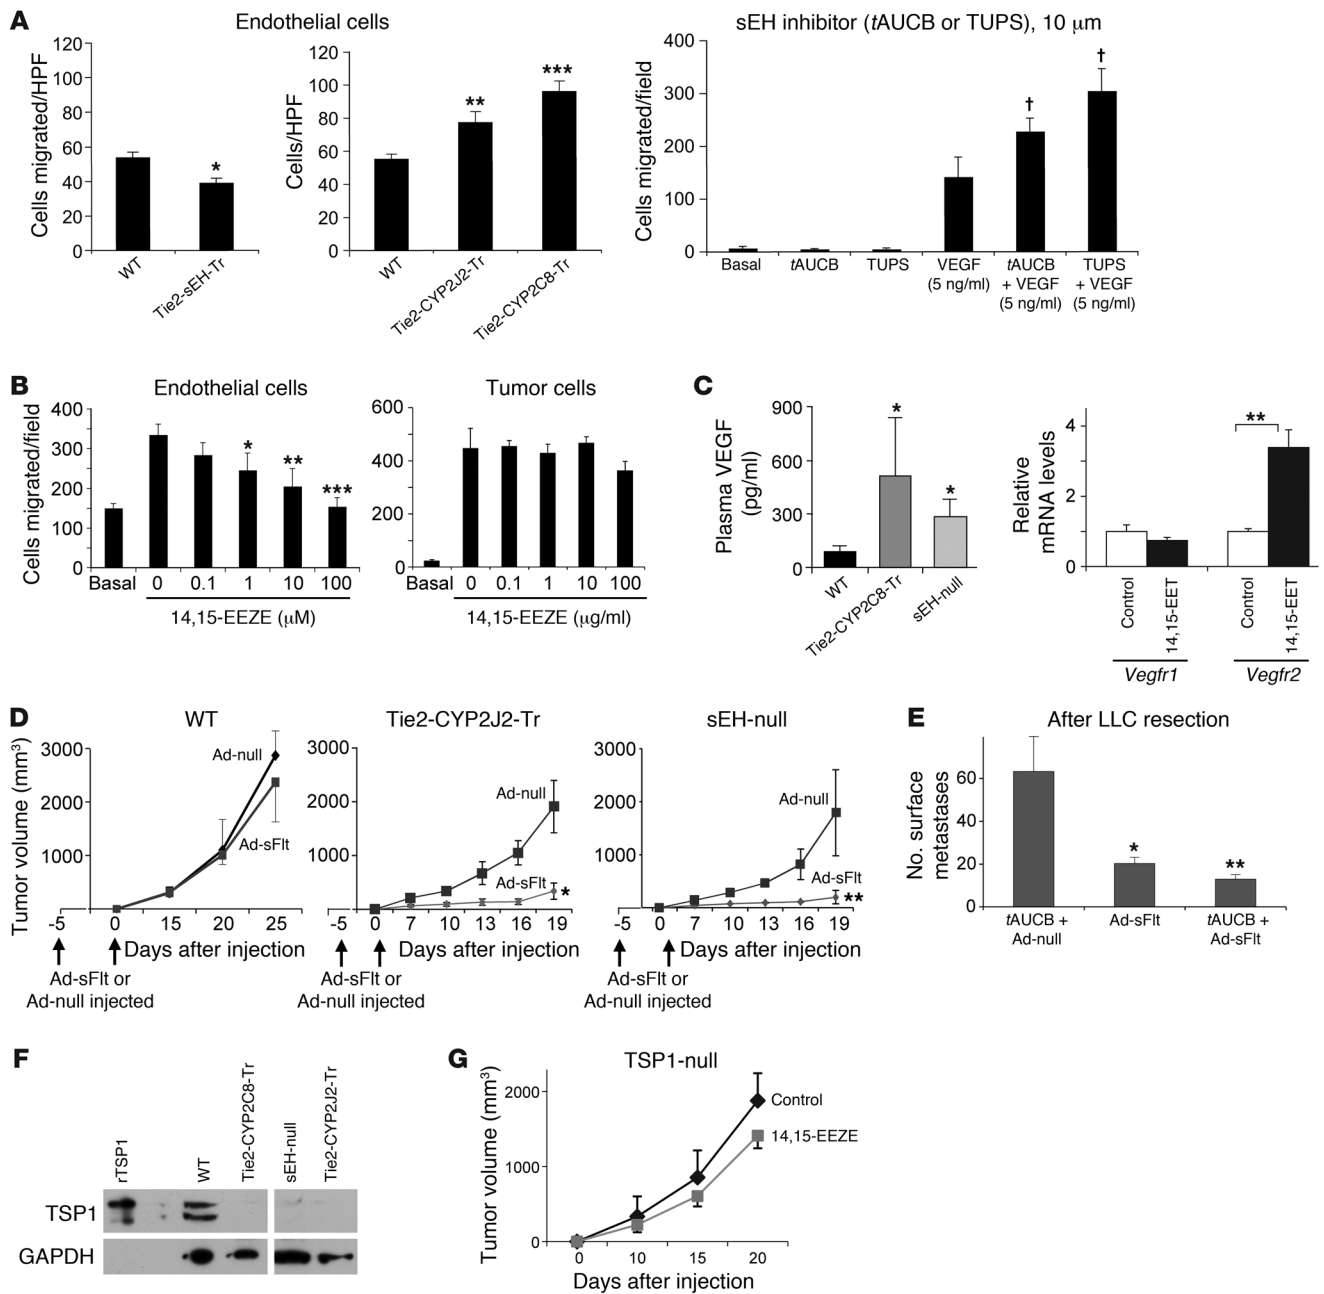 A
Endothelial cells
sEH inhibitor (tAUCB or TUPS), 10 μm
Cells migrated/HPF
120
100
80
60
40
20
0
*
WT
Tie2-sEH-Tr
Cells/HPF
120
100
80
60
40
20
0
**
***
WT
Tie2-CYP2J2-Tr
Tie2-CYP2C8-Tr
Cells migrated/field
400
300
200
100
0
†
†
Basal
tAUCB
TUPS
VEGF
(5 ng/ml)
tAUCB
+ VEGF
(5 ng/ml)
TUPS
+ VEGF
(5 ng/ml)
B
Endothelial cells
Cells migrated/field
400
300
200
100
0
*
**
***
Basal 0 0.1 1 10 100
14,15-EEZE (μM)
Tumor cells
600
400
200
0
Basal 0 0.1 1 10 100
14,15-EEZE (μg/ml)
C
Plasma VEGF
(pg/ml)
900
600
300
0
*
*
WT
Tie2-CYP2C8-Tr
sEH-null
Relative
mRNA levels
4
2
0
**
Control
14,15-EET
Control
14,15-EET
Vegfr1
Vegfr2
D
WT
Tumor volume (mm³)
3000
2000
1000
Ad-null
Ad-sFlt
-5 0 15 20 25
Days after injection
Ad-sFlt or
Ad-null injected
Tie2-CYP2J2-Tr
3000
2000
1000
Ad-null
Ad-sFlt
*
-5 0 7 10 13 16 19
Days after injection
Ad-sFlt or
Ad-null injected
sEH-null
3000
2000
1000
Ad-null
Ad-sFlt
**
-5 0 7 10 13 16 19
Days after injection
Ad-sFlt or
Ad-null injected
E
After LLC resection
No. surface
metastases
60
40
20
0
*
**
tAUCB +
Ad-null
Ad-sFlt
tAUCB +
Ad-sFlt
F
rTSP1
WT
Tie2-CYP2C8-Tr
sEH-null
Tie2-CYP2J2-Tr
TSP1
GAPDH
G
TSP1-null
Tumor volume (mm³)
2000
1000
0
Control
14,15-EEZE
0 10 15 20
Days after injection